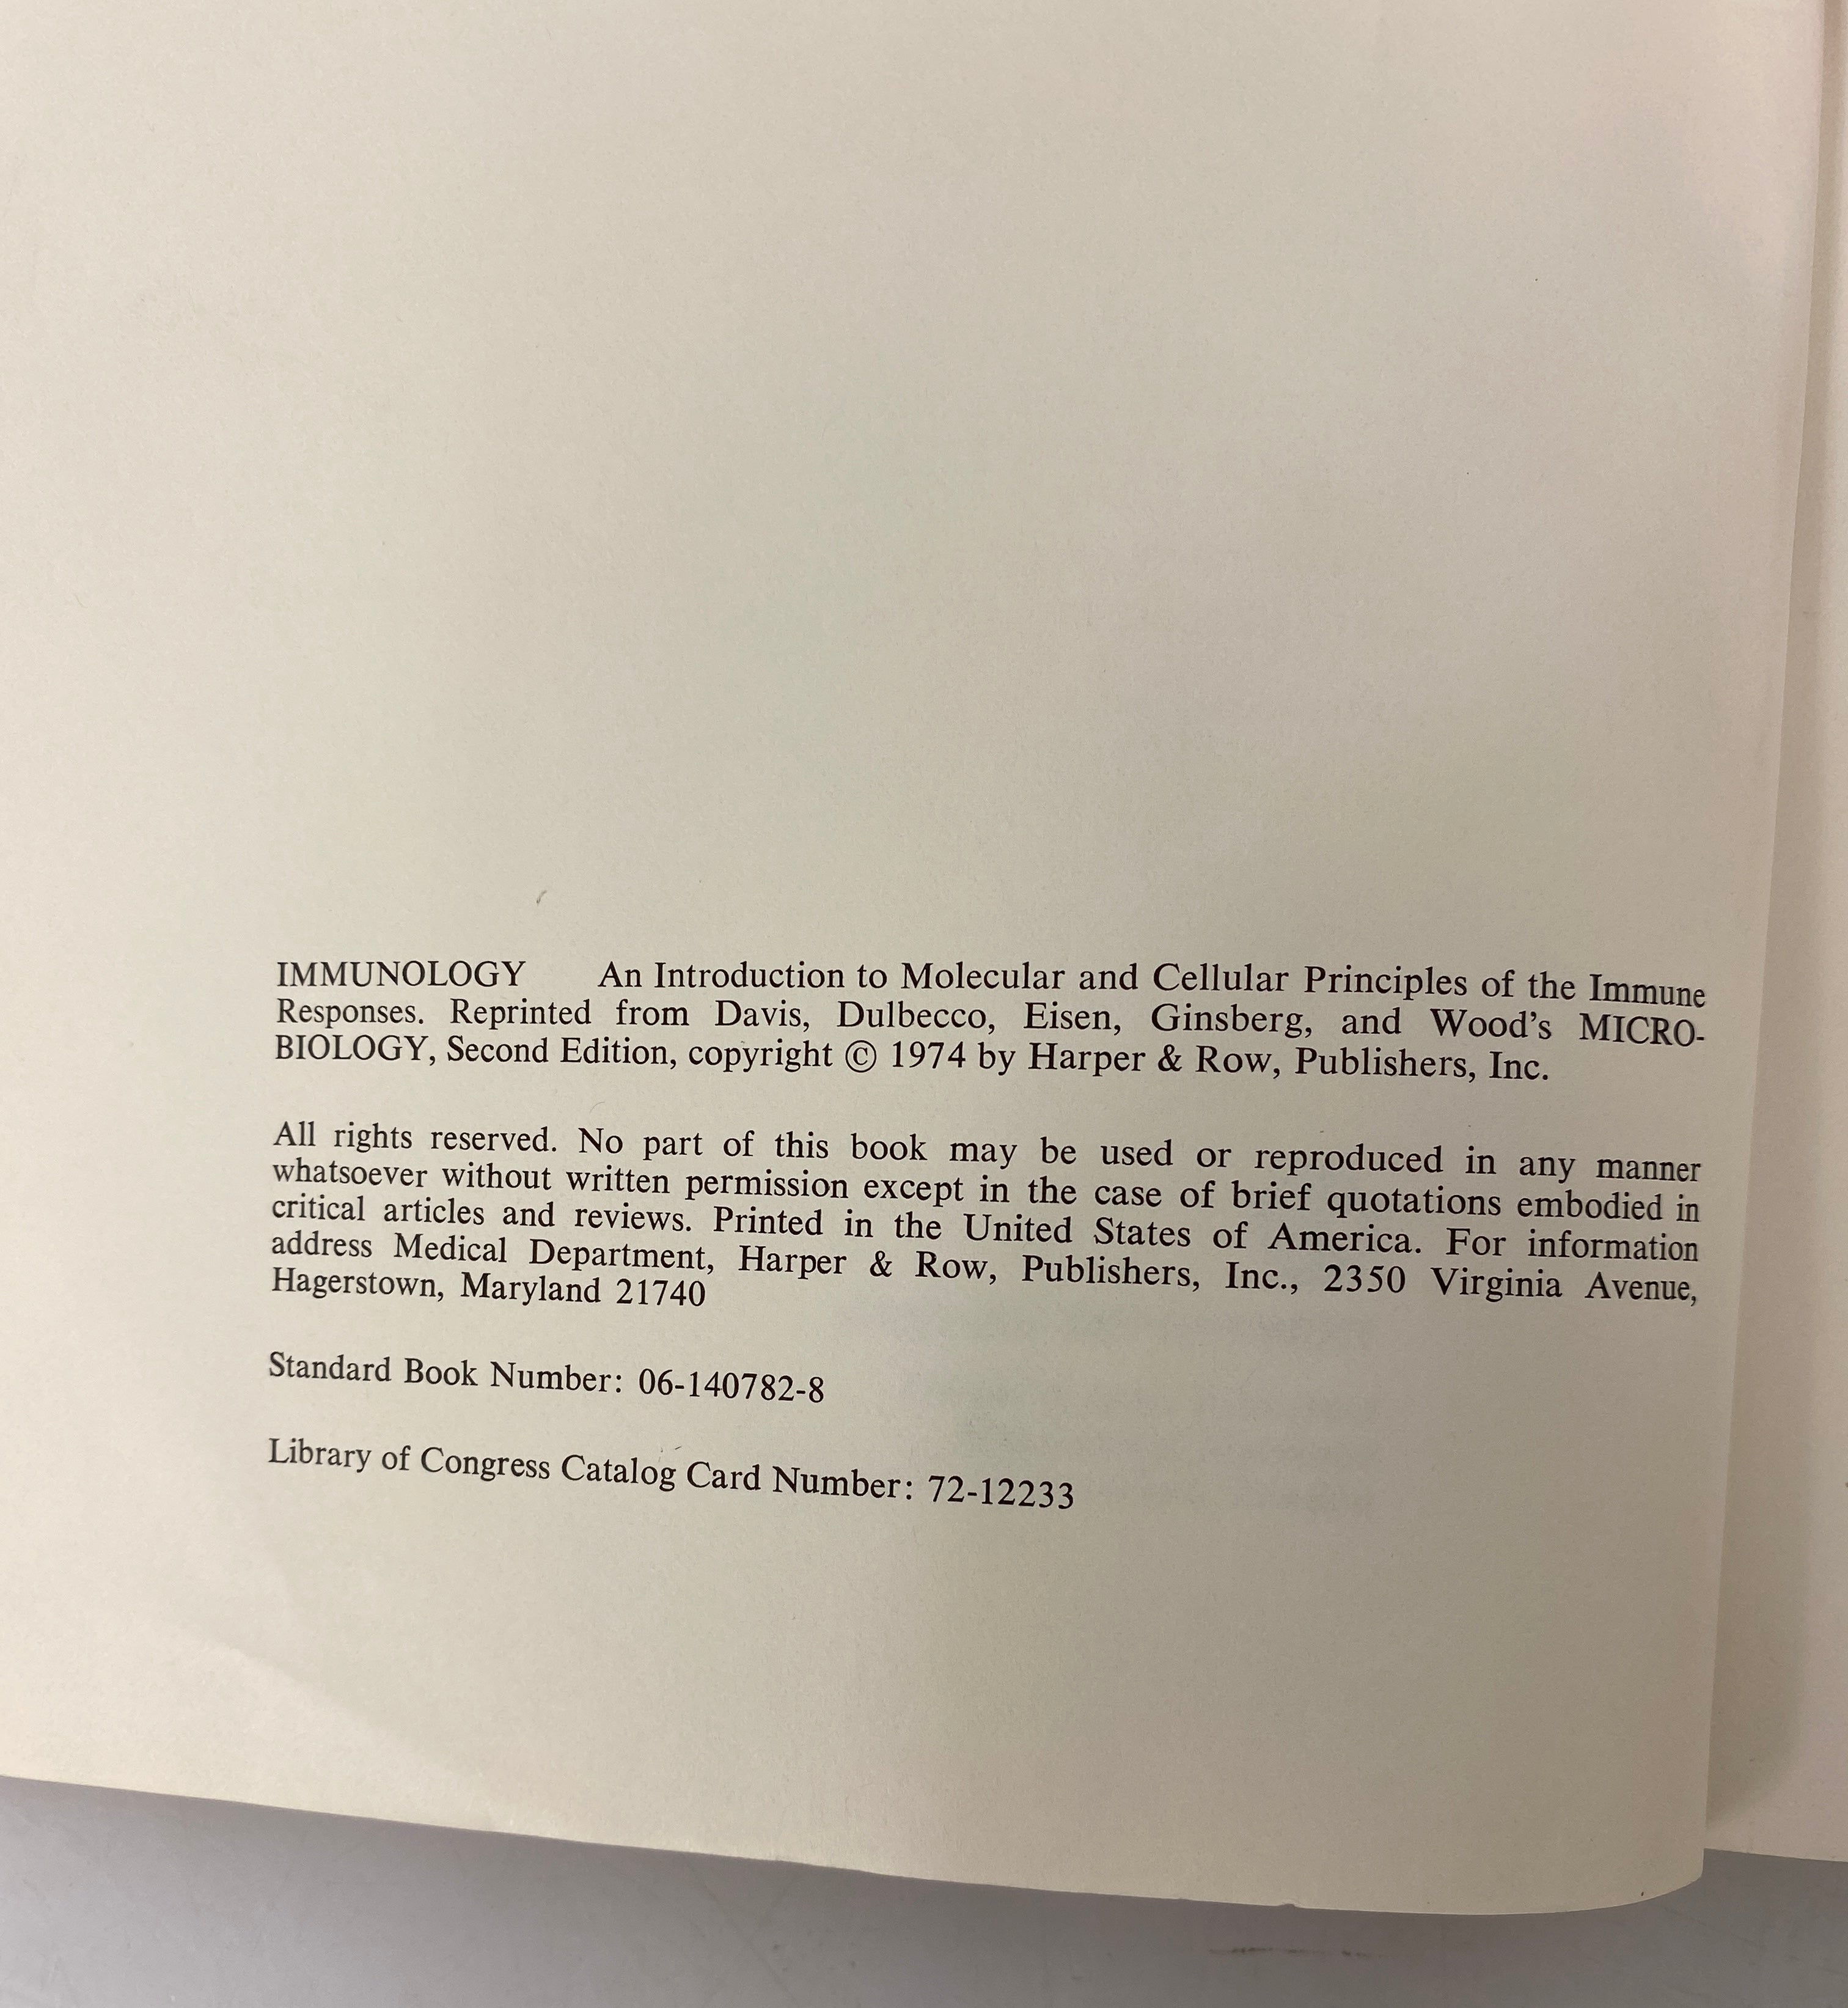 IMMUNOLOGY An Introduction to Molecular and Cellular Principles of the Immune
Responses. Reprinted from Davis, Dulbecco, Eisen, Ginsberg, and Wood's MICRO-
BIOLOGY, Second Edition, copyright © 1974 by Harper & Row, Publishers, Inc.
All rights reserved. No part of this book may be used or reproduced in any manner
whatsoever without written permission except in the case of brief quotations embodied in
critical articles and reviews. Printed in the United States of America. For information
address Medical Department, Harper & Row, Publishers, Inc., 2350 Virginia Avenue,
Hagerstown, Maryland 21740
Standard Book Number: 06-140782-8
Library of Congress Catalog Card Number: 72-12233